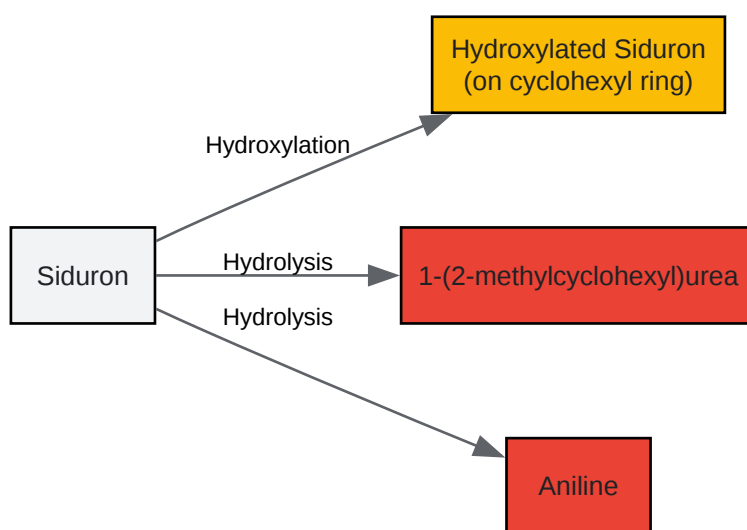 Hydroxylated Siduron
(on cyclohexyl ring)
Hydroxylation
Siduron
Hydrolysis
1-(2-methylcyclohexyl)urea
Hydrolysis
Aniline